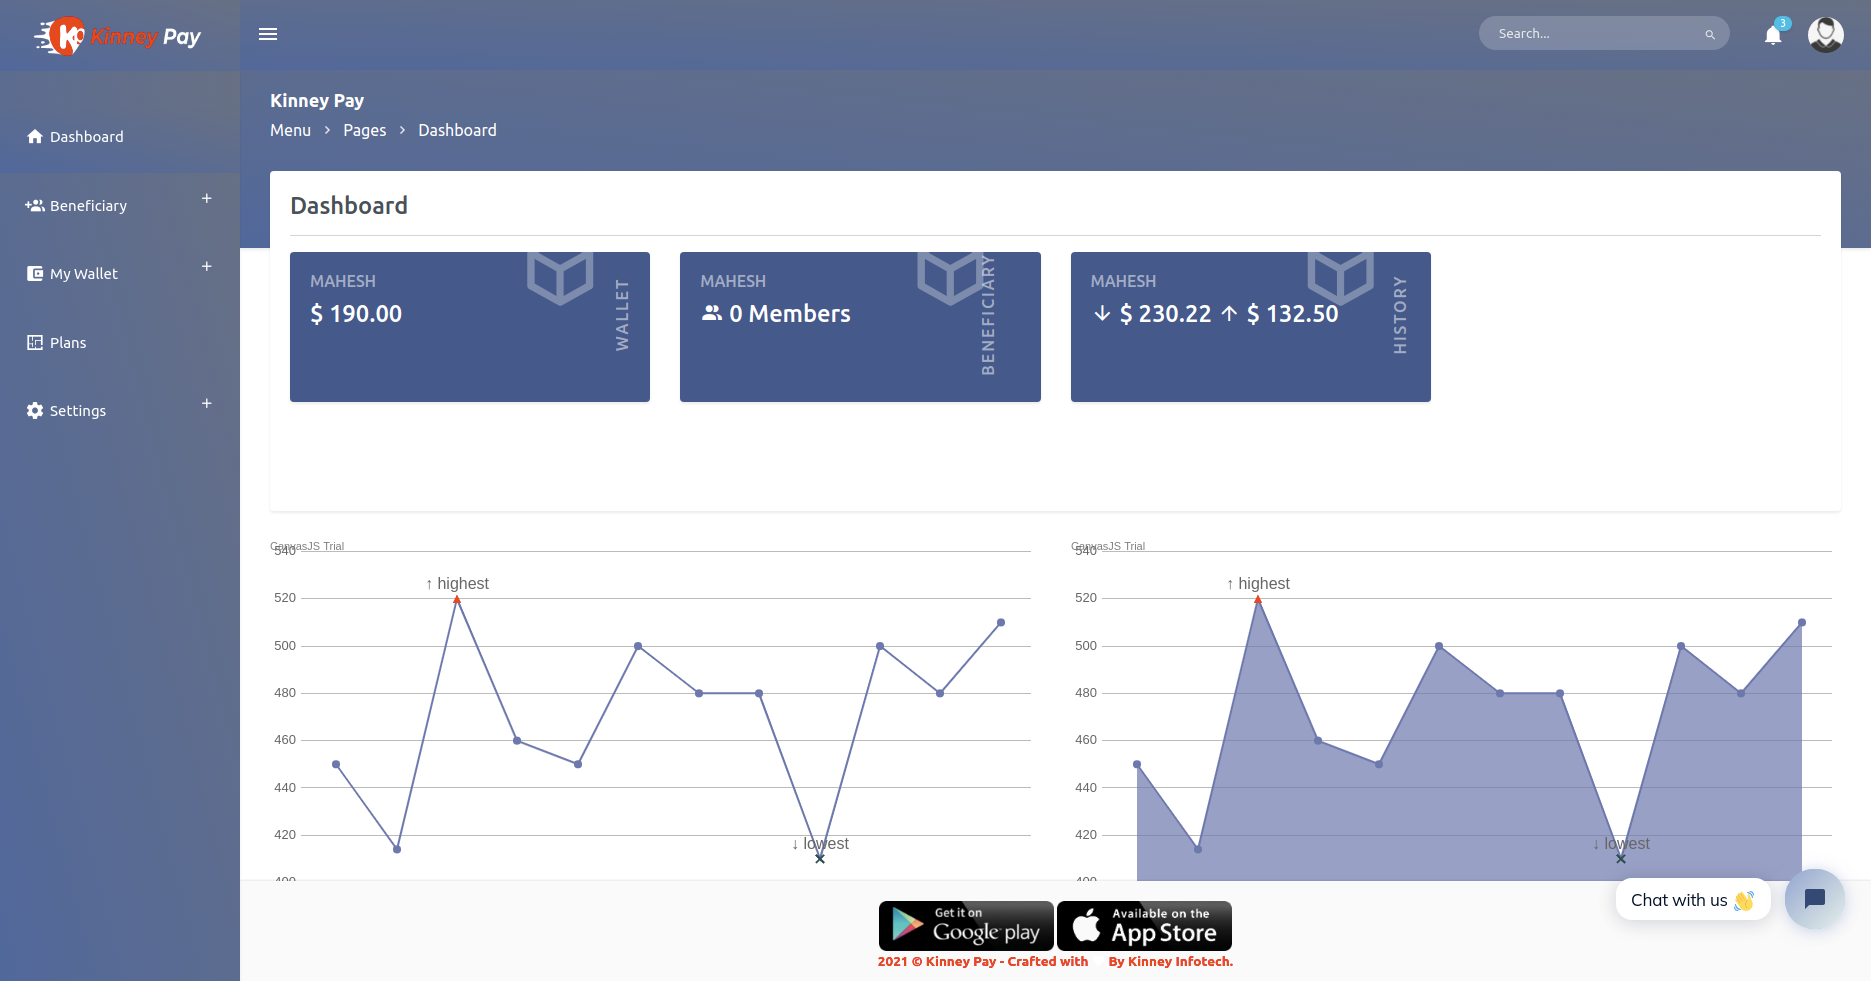 Kinney Pay
Search...
3
Kinney Pay
Menu > Pages > Dashboard
Dashboard
Beneficiary +
My Wallet +
Plans
Settings +
Dashboard
MAHESH
$ 190.00
WALLET
MAHESH
0 Members
BENEFICIARY
MAHESH
↓ $ 230.22 ↑ $ 132.50
HISTORY
CanvasJS Trial
540
↑ highest
520
500
480
460
440
420
↓ lowest
400
CanvasJS Trial
540
↑ highest
520
500
480
460
440
420
↓ lowest
400
Chat with us 👋
Get it on
Google play
Available on the
App Store
2021 © Kinney Pay - Crafted with By Kinney Infotech.